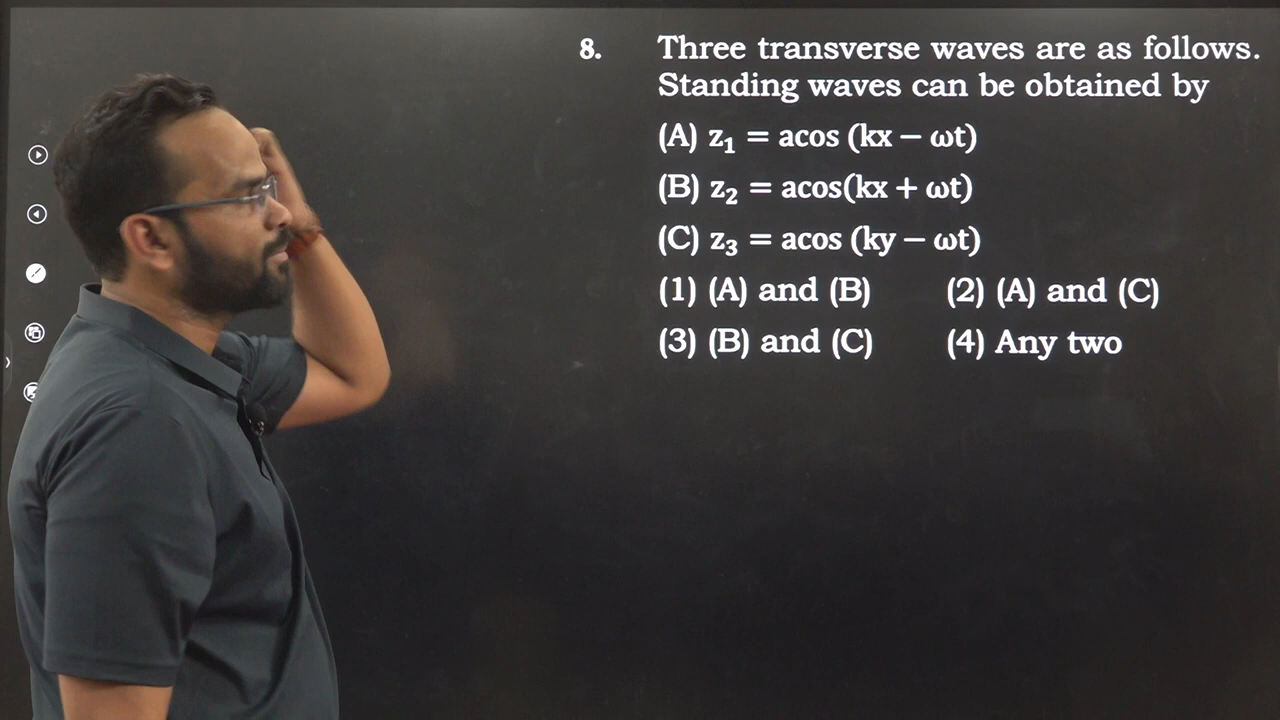 8. Three transverse waves are as follows.
Standing waves can be obtained by
(A) z₁ = acos (kx − ωt)
(B) z₂ = acos(kx + ωt)
(C) z₃ = acos (ky − ωt)
(1) (A) and (B) (2) (A) and (C)
(3) (B) and (C) (4) Any two